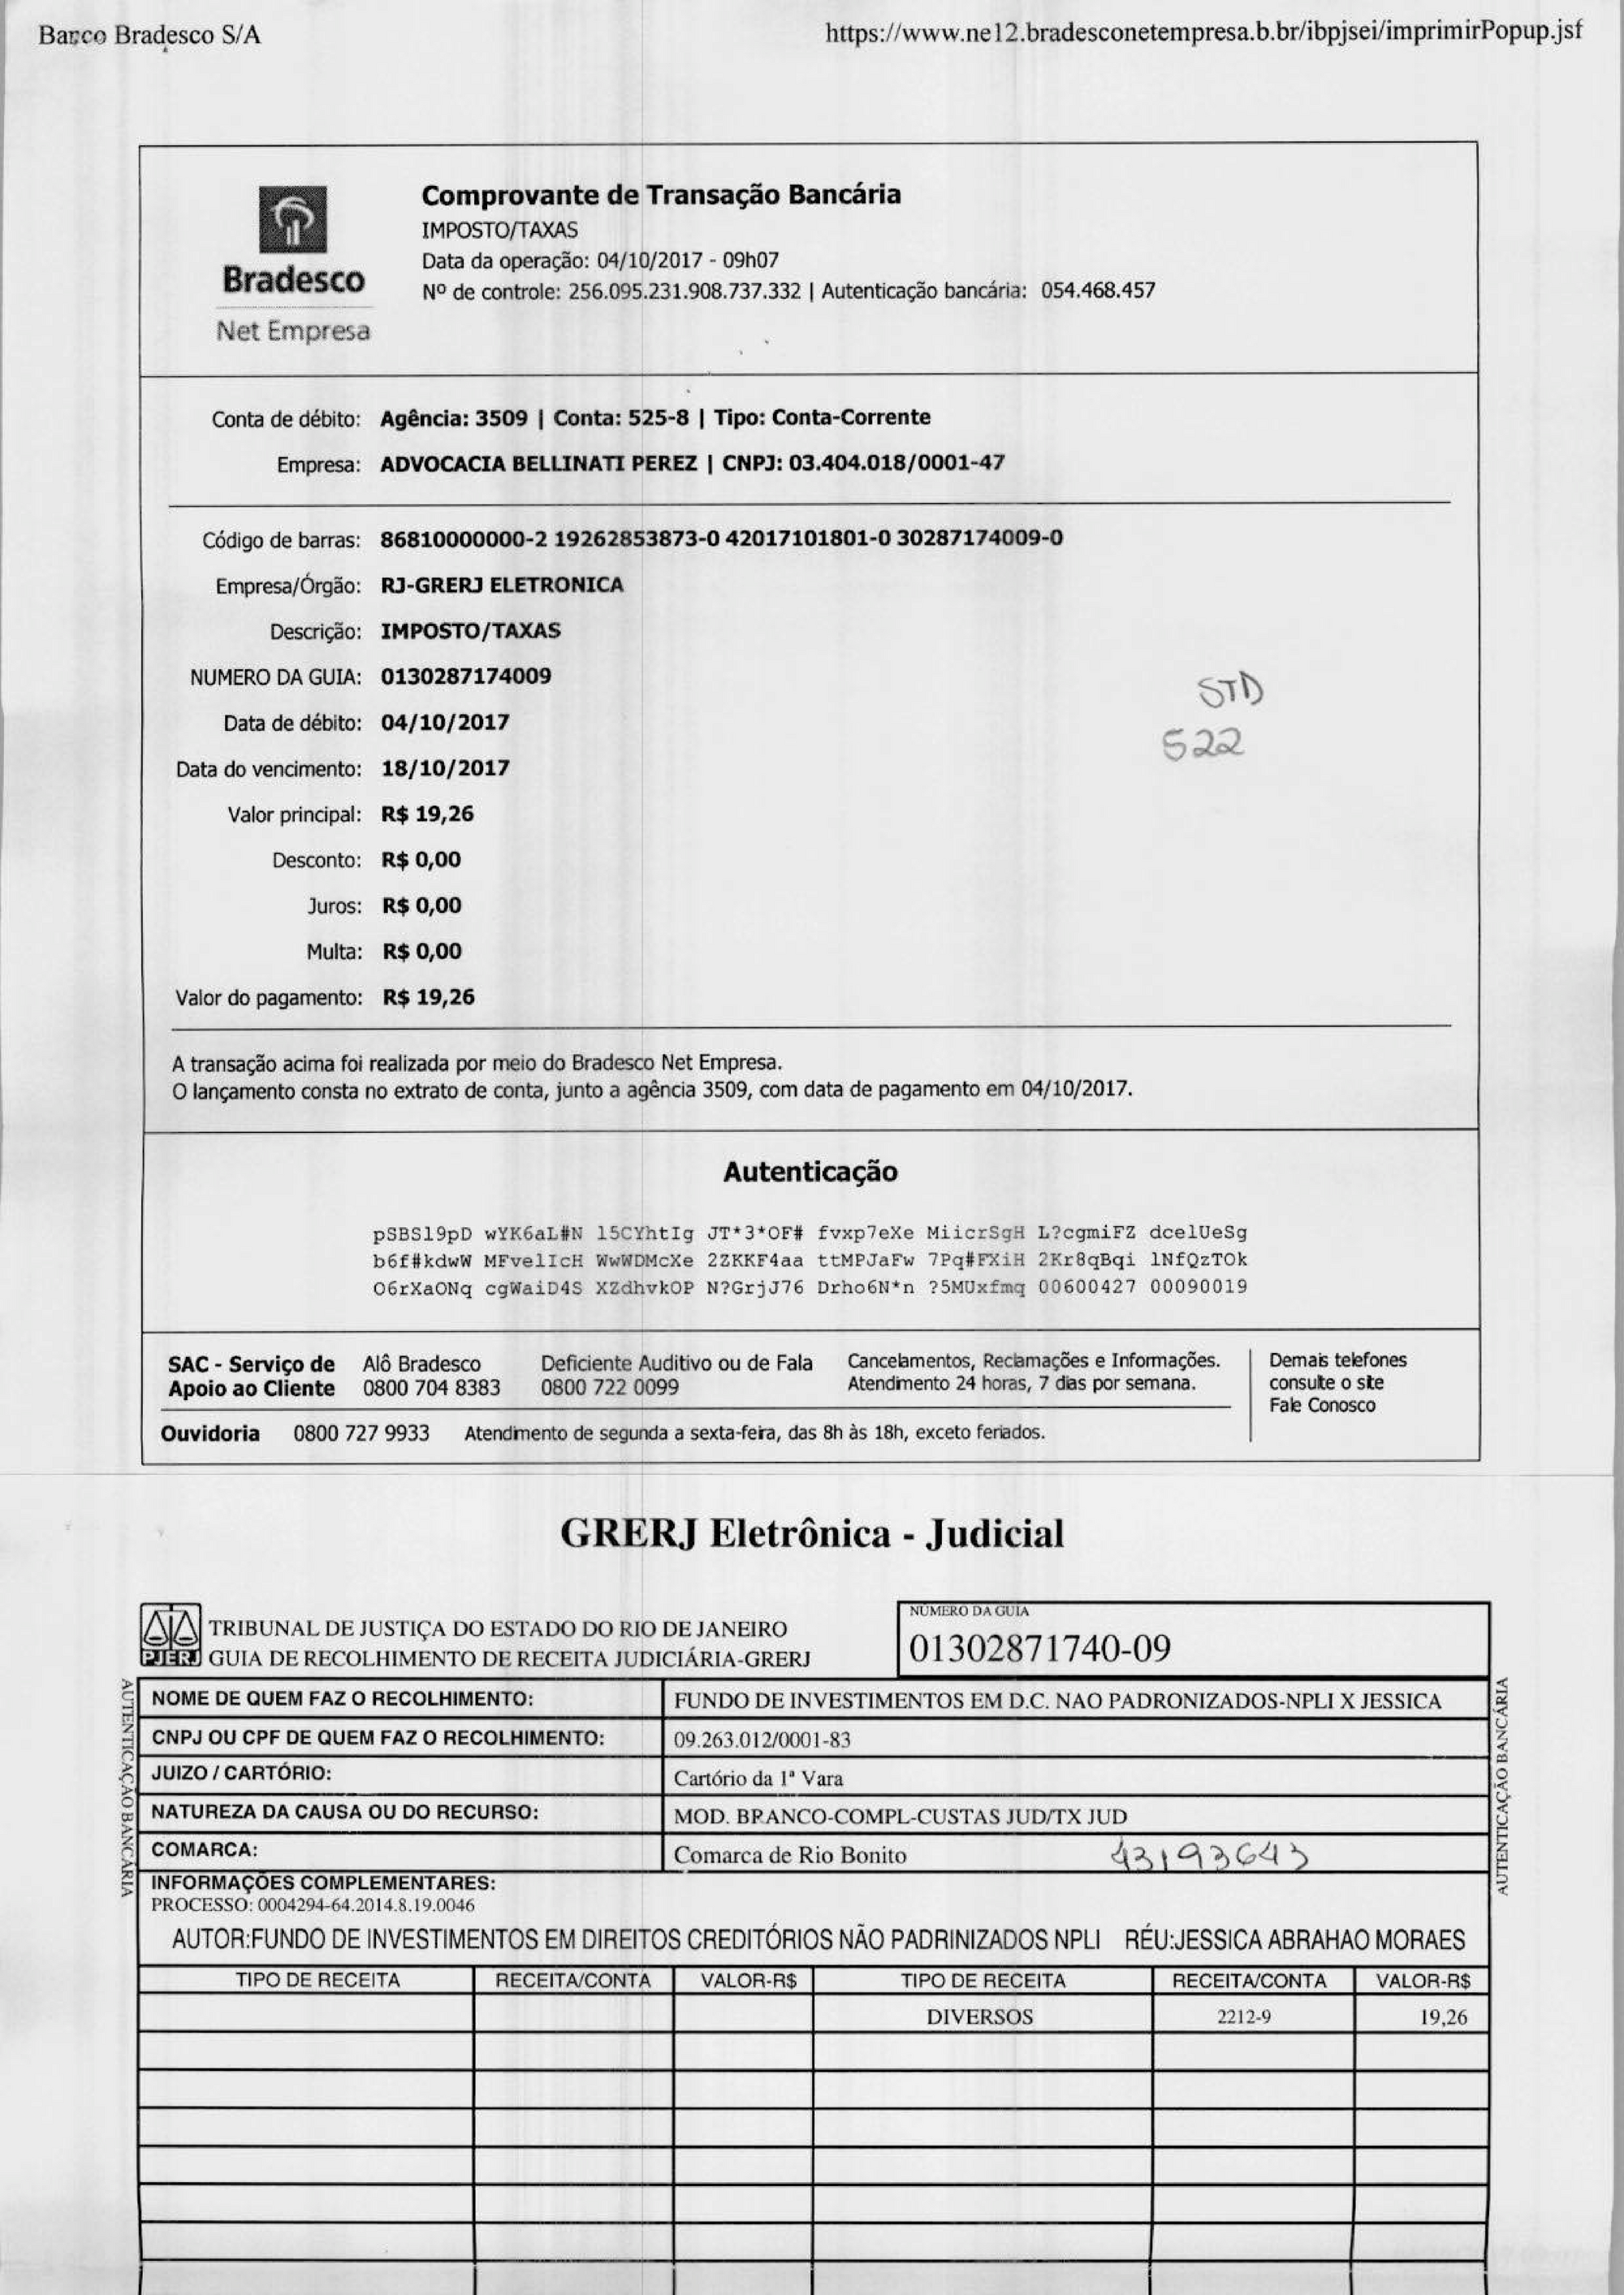 Banco Bradesco S/A
https://www.ne12.bradesconetempresa.b.br/ibpjsei/imprimirPopup.jsf
Bradesco
Net Empresa
Comprovante de Transação Bancária
IMPOSTO/TAXAS
Data da operação: 04/10/2017 - 09h07
Nº de controle: 256.095.231.908.737.332 | Autenticação bancária: 054.468.457
Conta de débito: Agência: 3509 | Conta: 525-8 | Tipo: Conta-Corrente
Empresa: ADVOCACIA BELLINATI PEREZ | CNPJ: 03.404.018/0001-47
Código de barras: 86810000000-2 19262853873-0 42017101801-0 30287174009-0
Empresa/Órgão: RJ-GRERJ ELETRONICA
Descrição: IMPOSTO/TAXAS
NUMERO DA GUIA: 0130287174009
STD
Data de débito: 04/10/2017
522
Data do vencimento: 18/10/2017
Valor principal: R$ 19,26
Desconto: R$ 0,00
Juros: R$ 0,00
Multa: R$ 0,00
Valor do pagamento: R$ 19,26
A transação acima foi realizada por meio do Bradesco Net Empresa.
O lançamento consta no extrato de conta, junto a agência 3509, com data de pagamento em 04/10/2017.
Autenticação
pSBS19pD wYK6aL#N 15CYhtIg JT*3*OF# fvxp7eXe MiicrSgH L?cgmiFZ dcelUeSg
b6f#kdwW MFvelIcH WwWDMcXe 2ZKKF4aa ttMPJaFw 7Pq#FXiH 2Kr8qBqi lNfQzTOk
O6rXaONq cgWaiD4S XZdhvkOP N?GrjJ76 Drho6N*n ?5MUxfmq 00600427 00090019
SAC - Serviço de Apoio ao Cliente
Alô Bradesco 0800 704 8383
Deficiente Auditivo ou de Fala 0800 722 0099
Cancelamentos, Reclamações e Informações. Atendimento 24 horas, 7 dias por semana.
Demais telefones consulte o site Fale Conosco
Ouvidoria 0800 727 9933 Atendimento de segunda a sexta-feira, das 8h às 18h, exceto feriados.
GRERJ Eletrônica - Judicial
PJERJ
TRIBUNAL DE JUSTIÇA DO ESTADO DO RIO DE JANEIRO
GUIA DE RECOLHIMENTO DE RECEITA JUDICIÁRIA-GRERJ
NÚMERO DA GUIA
01302871740-09
AUTENTICAÇÃO BANCÁRIA
NOME DE QUEM FAZ O RECOLHIMENTO: FUNDO DE INVESTIMENTOS EM D.C. NAO PADRONIZADOS-NPLI X JESSICA
CNPJ OU CPF DE QUEM FAZ O RECOLHIMENTO: 09.263.012/0001-83
JUIZO / CARTÓRIO: Cartório da 1ª Vara
NATUREZA DA CAUSA OU DO RECURSO: MOD. BRANCO-COMPL-CUSTAS JUD/TX JUD
COMARCA: Comarca de Rio Bonito 43193643
AUTENTICAÇÃO BANCÁRIA
INFORMAÇÕES COMPLEMENTARES:
PROCESSO: 0004294-64.2014.8.19.0046
AUTOR:FUNDO DE INVESTIMENTOS EM DIREITOS CREDITÓRIOS NÃO PADRINIZADOS NPLI RÉU:JESSICA ABRAHAO MORAES
TIPO DE RECEITA RECEITA/CONTA VALOR-R$ TIPO DE RECEITA RECEITA/CONTA VALOR-R$
DIVERSOS 2212-9 19,26